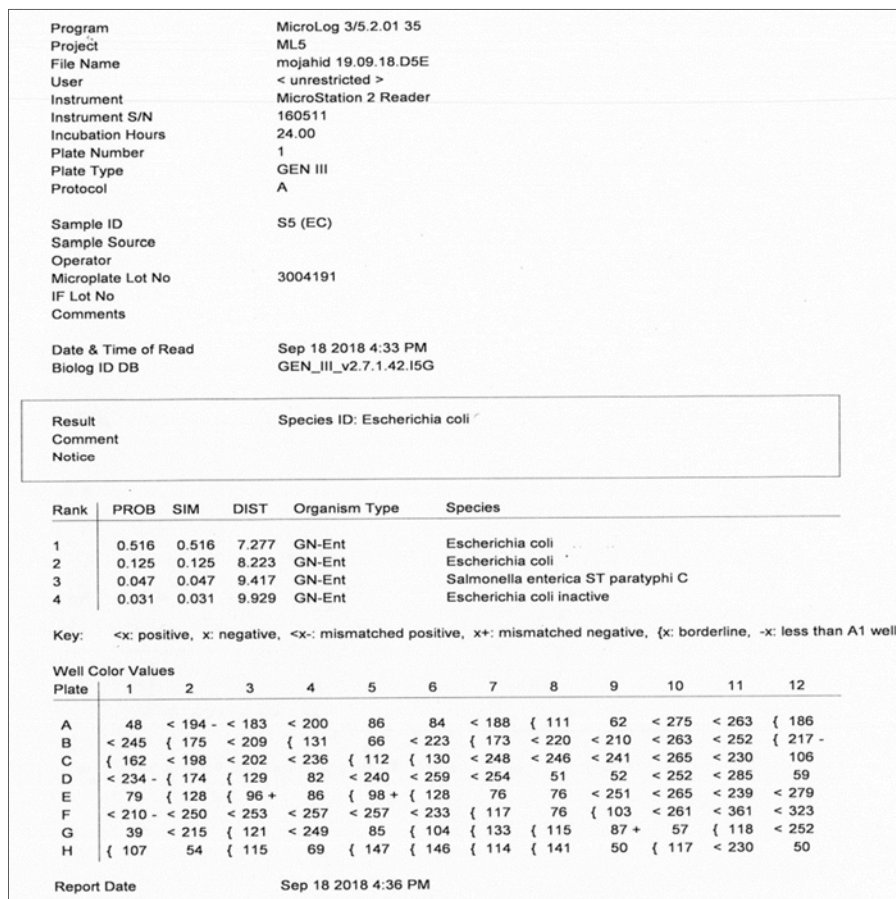 Program MicroLog 3/5.2.01 35
Project ML5
File Name mojahid 19.09.18.D5E
User < unrestricted >
Instrument MicroStation 2 Reader
Instrument S/N 160511
Incubation Hours 24.00
Plate Number 1
Plate Type GEN III
Protocol A
Sample ID S5 (EC)
Sample Source
Operator
Microplate Lot No 3004191
IF Lot No
Comments
Date & Time of Read Sep 18 2018 4:33 PM
Biolog ID DB GEN_III_v2.7.1.42.I5G
Result Species ID: Escherichia coli
Comment
Notice
Rank PROB SIM DIST Organism Type Species
1 0.516 0.516 7.277 GN-Ent Escherichia coli
2 0.125 0.125 8.223 GN-Ent Escherichia coli
3 0.047 0.047 9.417 GN-Ent Salmonella enterica ST paratyphi C
4 0.031 0.031 9.929 GN-Ent Escherichia coli inactive
Key: <x: positive, x: negative, <x-: mismatched positive, x+: mismatched negative, {x: borderline, -x: less than A1 well
Well Color Values
Plate 1 2 3 4 5 6 7 8 9 10 11 12
A 48 < 194 - < 183 < 200 86 84 < 188 { 111 62 < 275 < 263 { 186
B < 245 { 175 < 209 { 131 66 < 223 { 173 < 220 < 210 < 263 < 252 { 217 -
C { 162 < 198 < 202 < 236 { 112 { 130 < 248 < 246 < 241 < 265 < 230 106
D < 234 - { 174 { 129 82 < 240 < 259 < 254 51 52 < 252 < 285 59
E 79 { 128 { 96 + 86 { 98 + { 128 76 76 < 251 < 265 < 239 < 279
F < 210 - < 250 < 253 < 257 < 257 < 233 { 117 76 { 103 < 261 < 361 < 323
G 39 < 215 { 121 < 249 85 { 104 { 133 { 115 87 + 57 { 118 < 252
H { 107 54 { 115 69 { 147 { 146 { 114 { 141 50 { 117 < 230 50
Report Date Sep 18 2018 4:36 PM